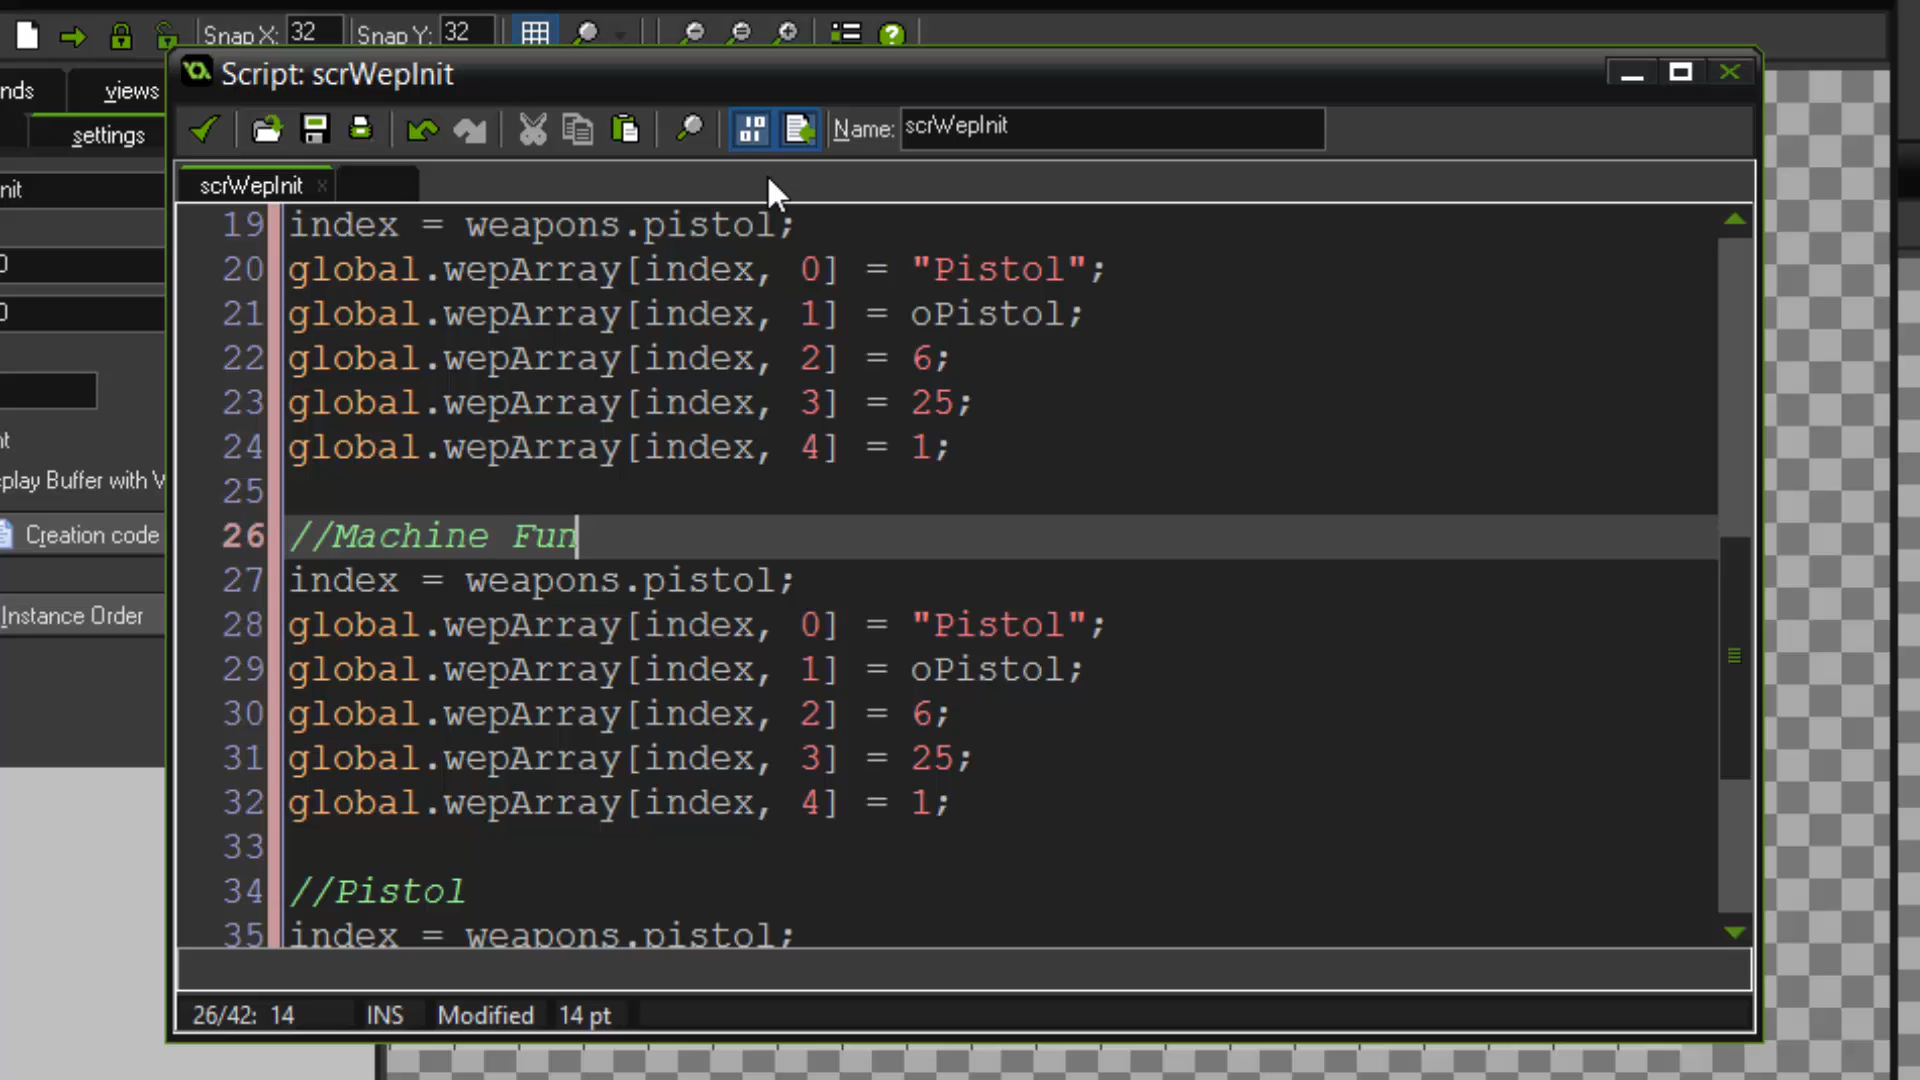 Snap X: 32 Snap Y: 32
Script: scrWepInit
nds views
settings
Name: scrWepInit
scrWepInit
nit
0
0
nt
play Buffer with V
Creation code
Instance Order
19 index = weapons.pistol;
20 global.wepArray[index, 0] = "Pistol";
21 global.wepArray[index, 1] = oPistol;
22 global.wepArray[index, 2] = 6;
23 global.wepArray[index, 3] = 25;
24 global.wepArray[index, 4] = 1;
25
26 //Machine Fun
27 index = weapons.pistol;
28 global.wepArray[index, 0] = "Pistol";
29 global.wepArray[index, 1] = oPistol;
30 global.wepArray[index, 2] = 6;
31 global.wepArray[index, 3] = 25;
32 global.wepArray[index, 4] = 1;
33
34 //Pistol
35 index = weapons.pistol;
26/42: 14 INS Modified 14 pt